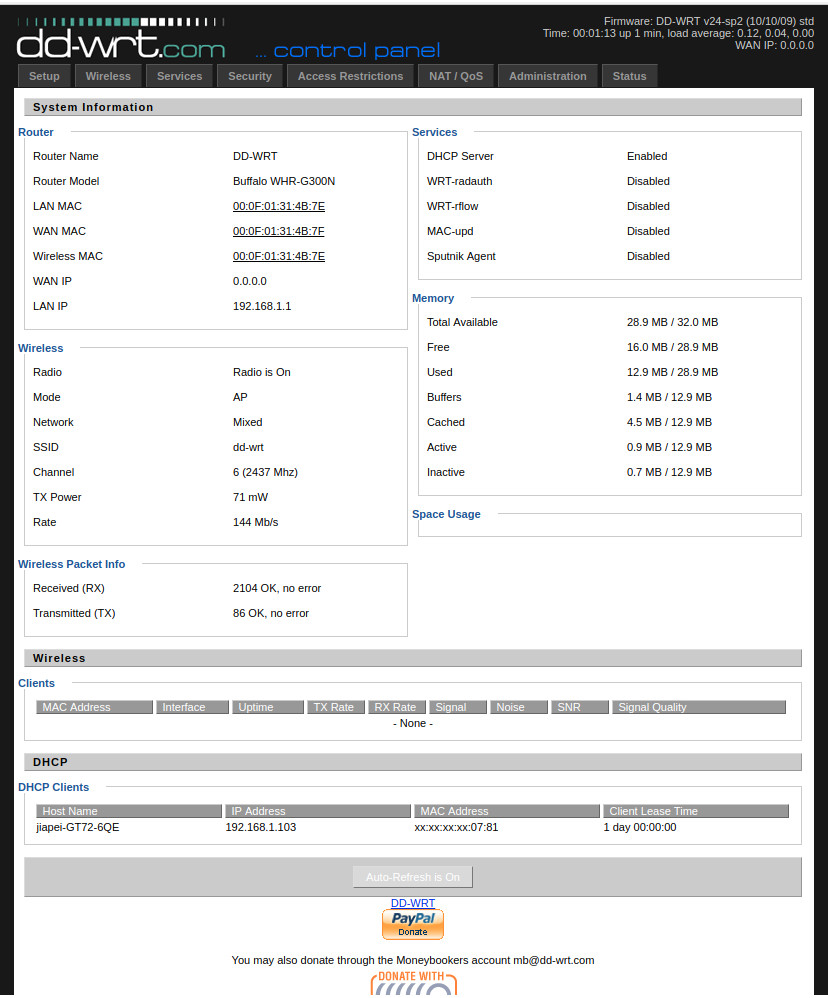 dd-wrt.com ... control panel
Firmware: DD-WRT v24-sp2 (10/10/09) std
Time: 00:01:13 up 1 min, load average: 0.12, 0.04, 0.00
WAN IP: 0.0.0.0
Setup Wireless Services Security Access Restrictions NAT / QoS Administration Status
System Information
Router
Router Name DD-WRT
Router Model Buffalo WHR-G300N
LAN MAC 00:0F:01:31:4B:7E
WAN MAC 00:0F:01:31:4B:7F
Wireless MAC 00:0F:01:31:4B:7E
WAN IP 0.0.0.0
LAN IP 192.168.1.1
Wireless
Radio Radio is On
Mode AP
Network Mixed
SSID dd-wrt
Channel 6 (2437 Mhz)
TX Power 71 mW
Rate 144 Mb/s
Wireless Packet Info
Received (RX) 2104 OK, no error
Transmitted (TX) 86 OK, no error
Services
DHCP Server Enabled
WRT-radauth Disabled
WRT-rflow Disabled
MAC-upd Disabled
Sputnik Agent Disabled
Memory
Total Available 28.9 MB / 32.0 MB
Free 16.0 MB / 28.9 MB
Used 12.9 MB / 28.9 MB
Buffers 1.4 MB / 12.9 MB
Cached 4.5 MB / 12.9 MB
Active 0.9 MB / 12.9 MB
Inactive 0.7 MB / 12.9 MB
Space Usage
Wireless
Clients
MAC Address Interface Uptime TX Rate RX Rate Signal Noise SNR Signal Quality
- None -
DHCP
DHCP Clients
Host Name IP Address MAC Address Client Lease Time
jiapei-GT72-6QE 192.168.1.103 xx:xx:xx:xx:07:81 1 day 00:00:00
Auto-Refresh is On
DD-WRT
PayPal
Donate
You may also donate through the Moneybookers account mb@dd-wrt.com
DONATE WITH